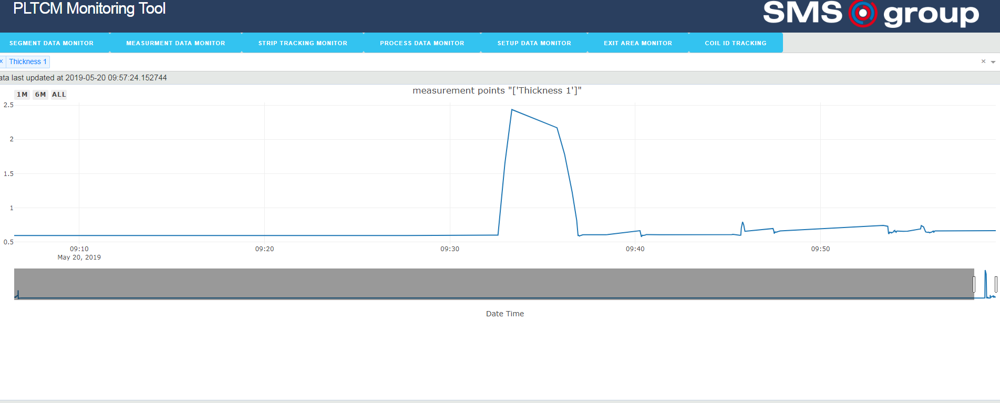 PLTCM Monitoring Tool
SMS group
SEGMENT DATA MONITOR
MEASURMENT DATA MONITOR
STRIP TRACKING MONITOR
PROCESS DATA MONITOR
SETUP DATA MONITOR
EXIT AREA MONITOR
COIL ID TRACKING
× Thickness 1
×
ata last updated at 2019-05-20 09:57:24.152744
measurement points "['Thickness 1']"
1M 6M ALL
2.5
2
1.5
1
0.5
09:10 09:20 09:30 09:40 09:50
May 20, 2019
Date Time